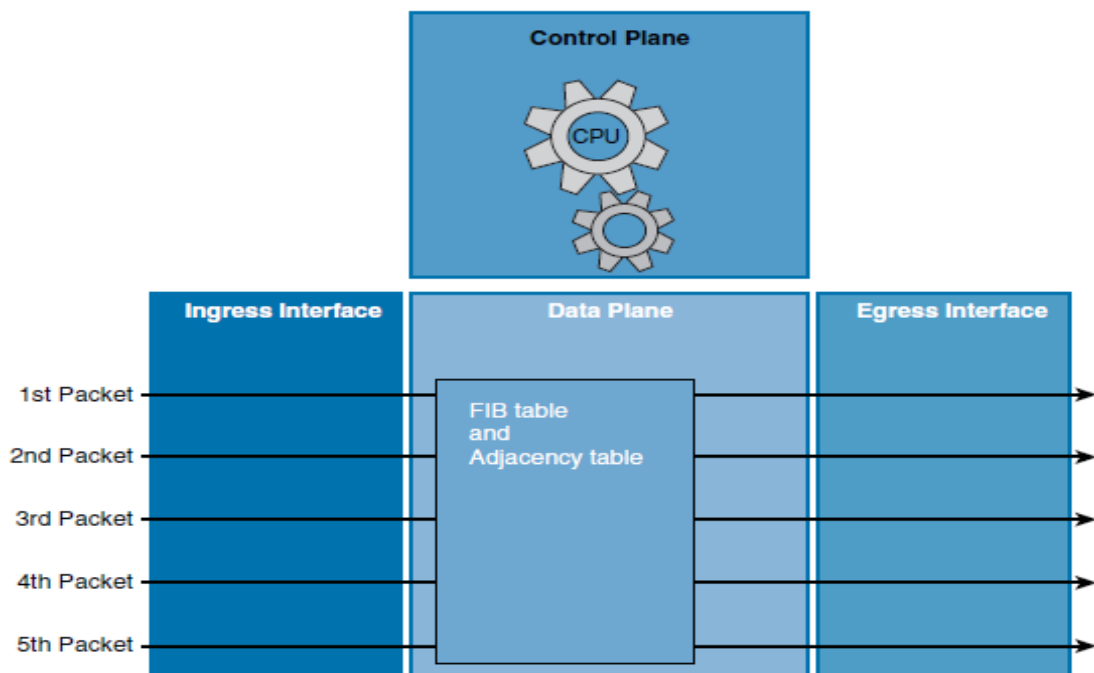 Control Plane
CPU
Ingress Interface
Data Plane
Egress Interface
1st Packet
FIB table
and
Adjacency table
2nd Packet
3rd Packet
4th Packet
5th Packet